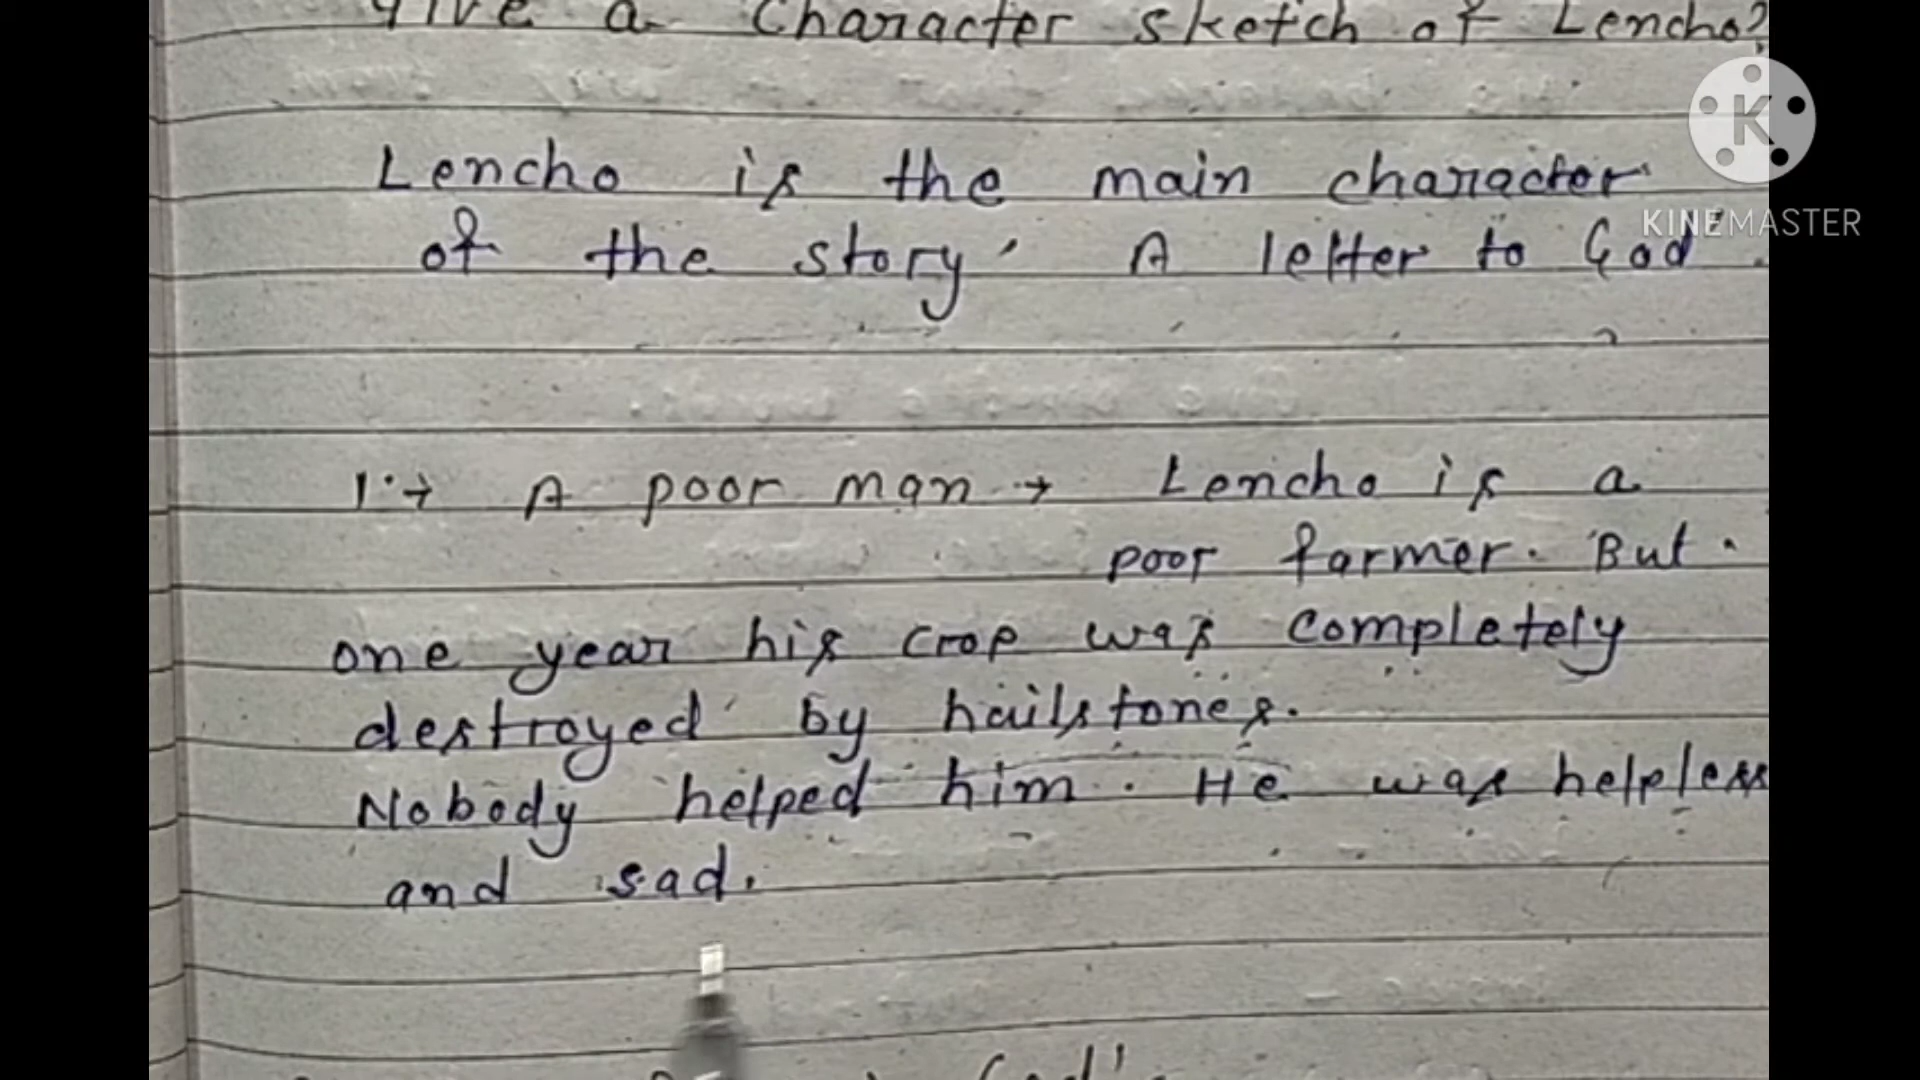 Give a Character sketch of Lencho?
Lencho is the main character
of the story' A letter to God.
1.→ A poor man → Lencho is a
poor farmer. But.
one year his crop was completely
destroyed by hailstones.
Nobody helped him. He was helpless
and sad.
God's
K
KINEMASTER